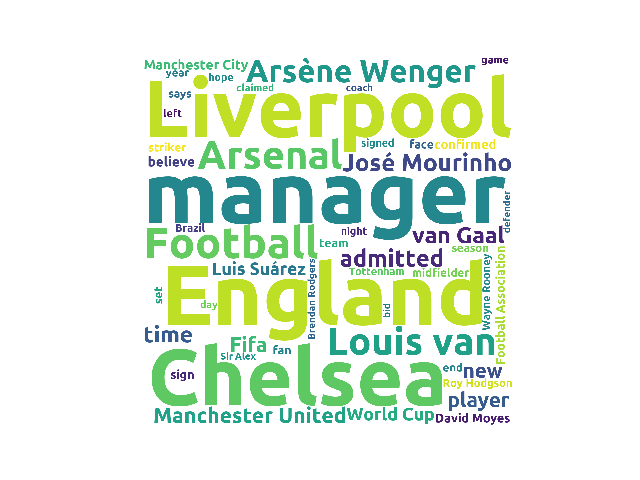 Manchester City
game
year
hope
Arsène Wenger
says
claimed
coach
Liverpool
left
striker
signed
face
confirmed
believe
Arsenal
José Mourinho
manager
defender
Brazil
night
Football
team
van Gaal
admitted
season
Luis Suárez
Tottenham
midfielder
Brendan Rodgers
Wayne Rooney
Football Association
set
day
England
bid
time
Fifa
fan
Louis van
Sir Alex
sign
Chelsea
end
new
Roy Hodgson
player
Manchester United
World Cup
David Moyes